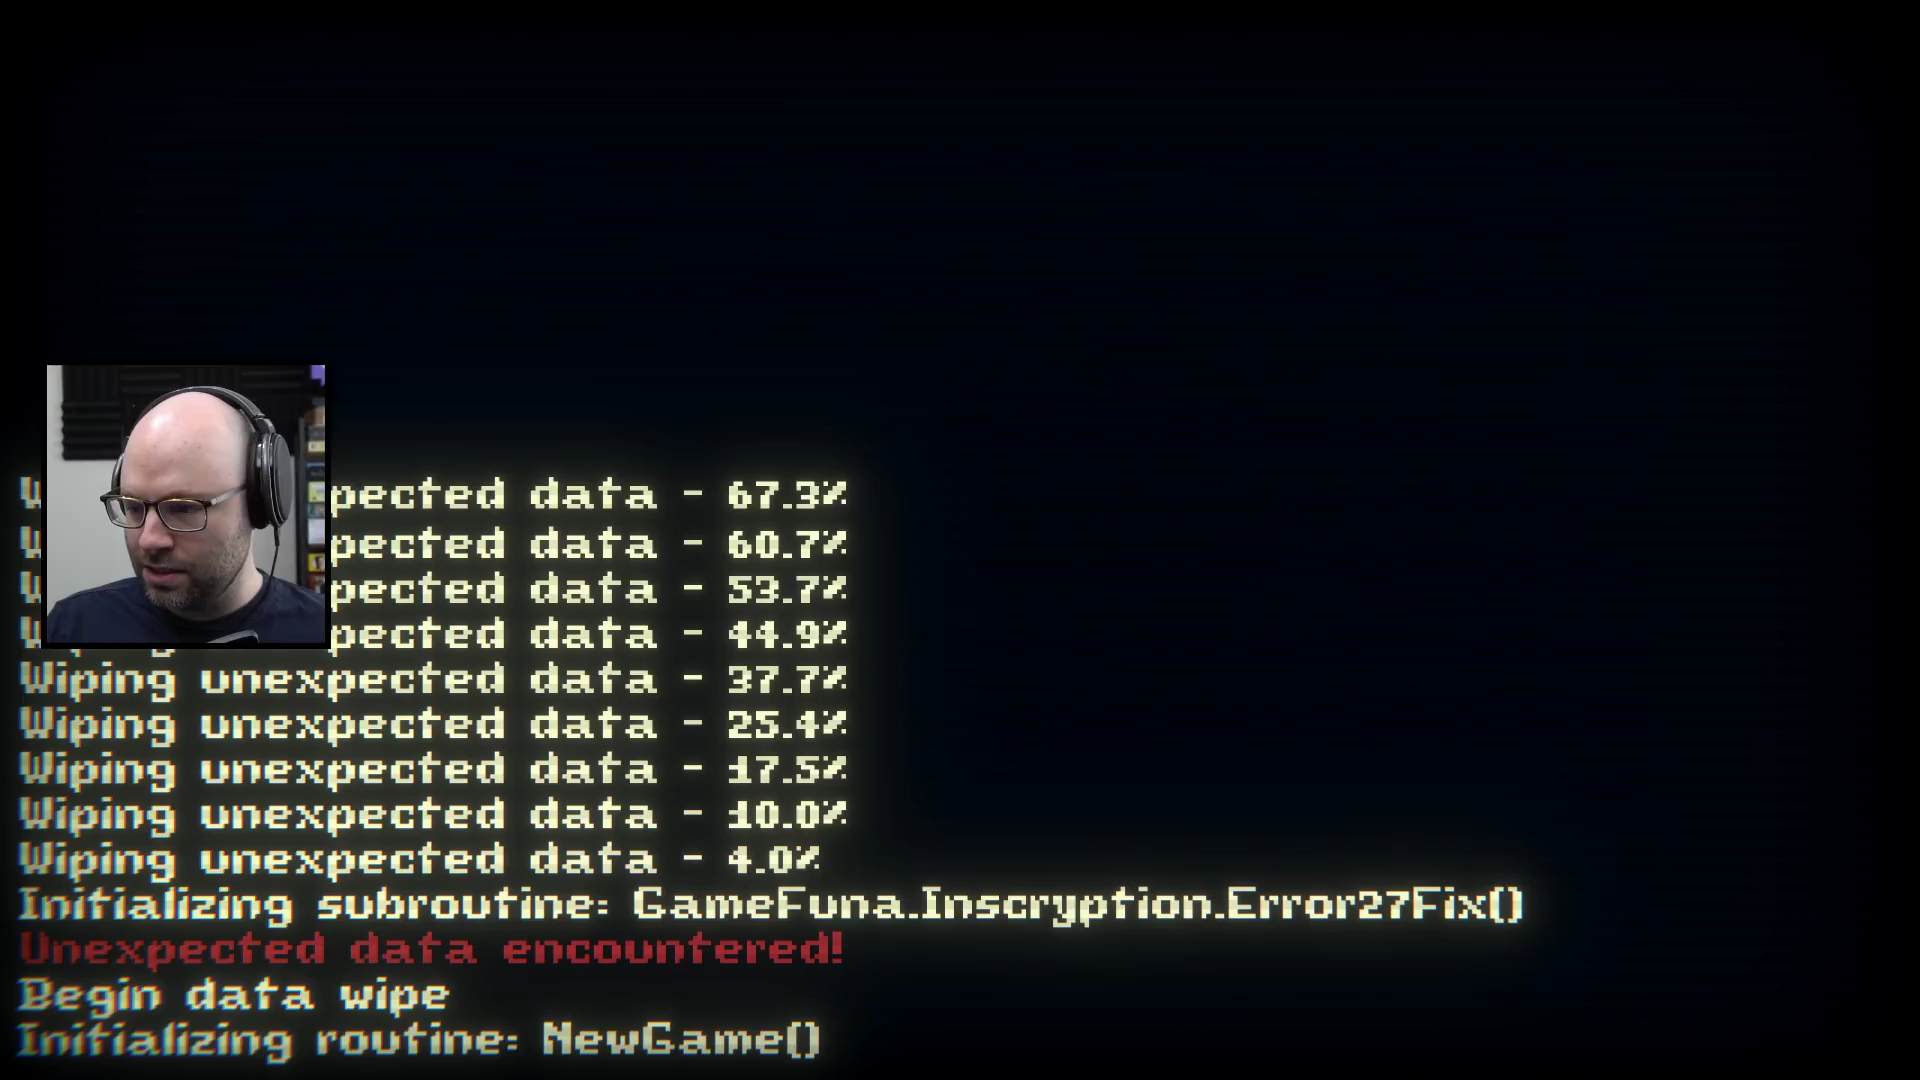 pected data - 67.3%
pected data - 60.7%
pected data - 53.7%
pected data - 44.9%
Wiping unexpected data - 37.7%
Wiping unexpected data - 25.4%
Wiping unexpected data - 17.5%
Wiping unexpected data - 10.0%
Wiping unexpected data - 4.0%
Initializing subroutine: GameFuna.Inscryption.Error27Fix()
Unexpected data encountered!
Begin data wipe
Initializing routine: NewGame()